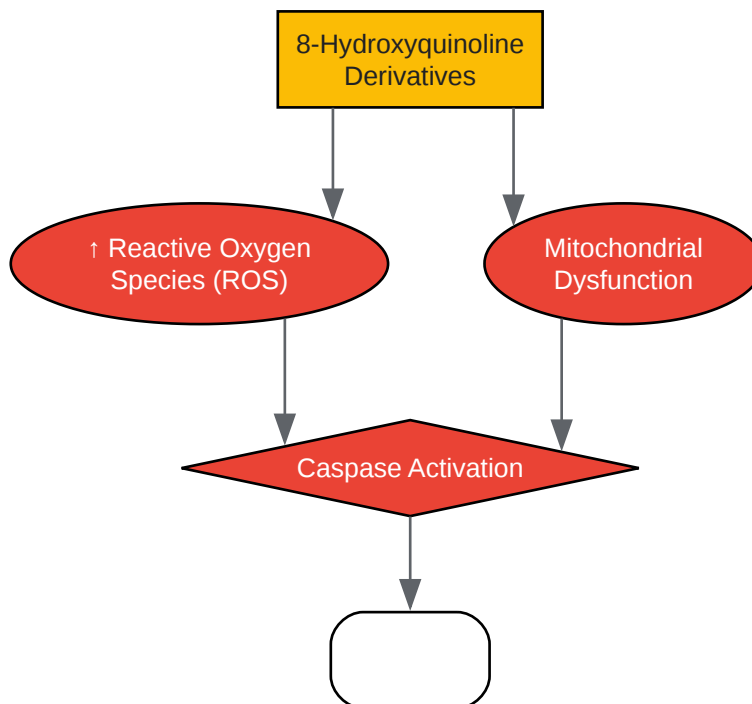 8-Hydroxyquinoline
Derivatives
↑ Reactive Oxygen
Species (ROS)
Mitochondrial
Dysfunction
Caspase Activation